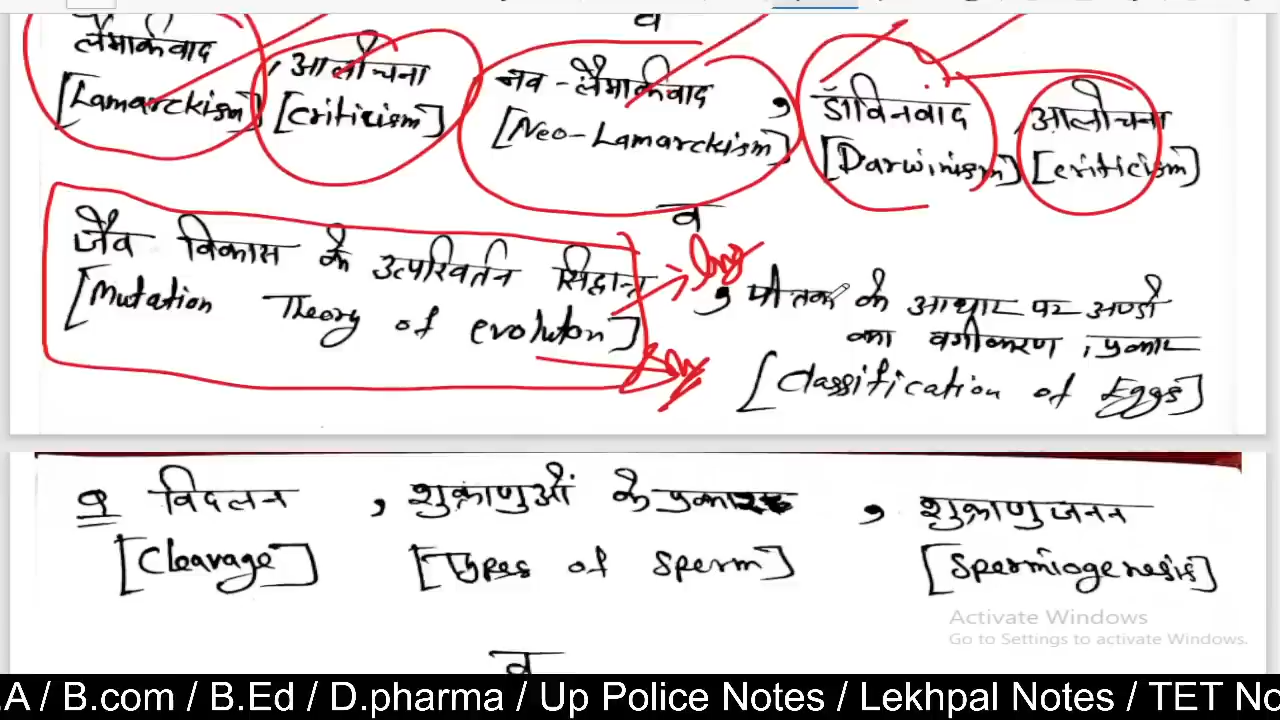 व
लैमार्कवाद , आलोचना नव-लैमार्कवाद , डार्विनवाद , आलोचना
[Lamarckism] [criticism] [Neo-Lamarckism] [Darwinism] [criticism]
व
जैव विकास के उत्परिवर्तन सिद्धान्त
[Mutation Theory of evolution]
, पीतक के आधार पर अण्डो
का वर्गीकरण , प्रकार
[Classification of Eggs]
व विदलन , शुक्राणुओं के प्रकार , शुक्राणुजनन
[Cleavage] [Types of Sperm] [Spermiogenesis]
Activate Windows
Go to Settings to activate Windows.
व
.A / B.com / B.Ed / D.pharma / Up Police Notes / Lekhpal Notes / TET No